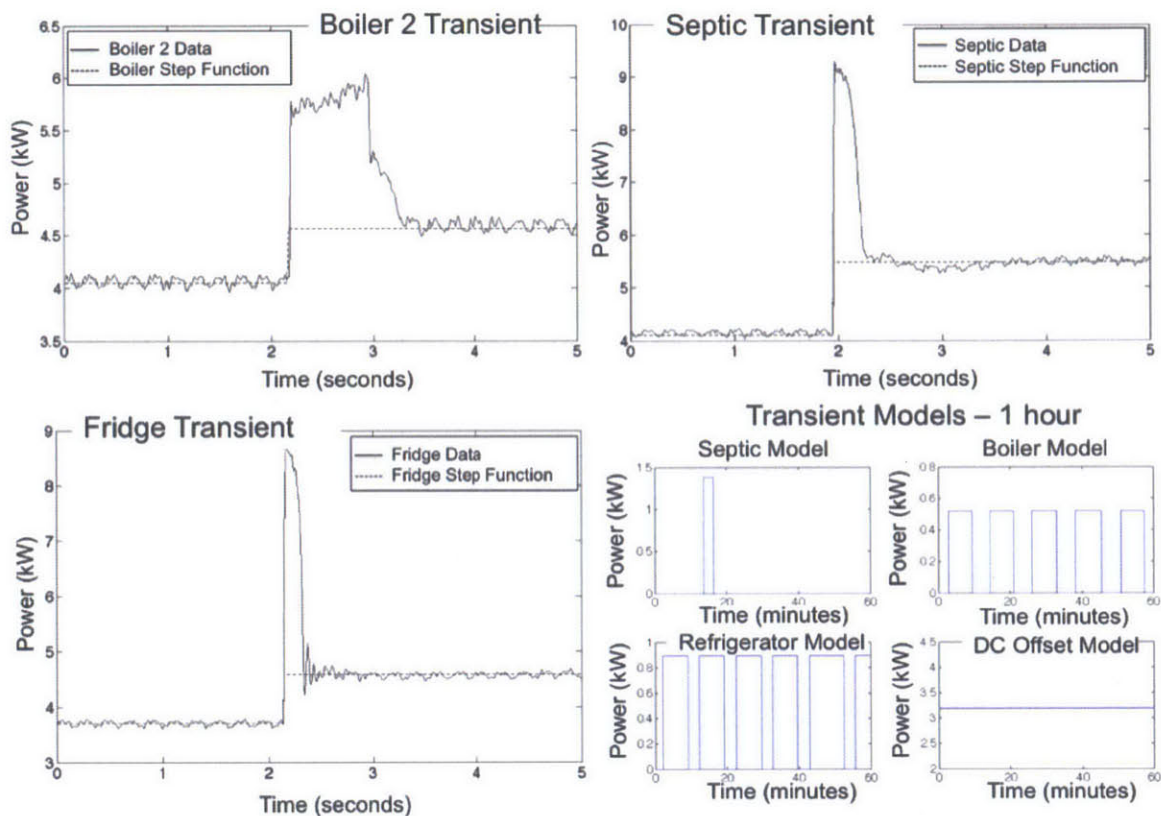 Boiler 2 Transient
Boiler 2 Data
Boiler Step Function
Power (kW)
6.5
6
5.5
5
4.5
4
3.5
0 1 2 3 4 5
Time (seconds)
Septic Transient
Septic Data
Septic Step Function
Power (kW)
10
9
8
7
6
5
4
0 1 2 3 4 5
Time (seconds)
Fridge Transient
Fridge Data
Fridge Step Function
Power (kW)
9
8
7
6
5
4
3
0 1 2 3 4 5
Time (seconds)
Transient Models – 1 hour
Septic Model
Power (kW)
1.5
1
0.5
0
0 20 40 60
Time (minutes)
Boiler Model
Power (kW)
0.8
0.6
0.4
0.2
0
0 20 40 60
Time (minutes)
Refrigerator Model
Power (kW)
1
0.8
0.6
0.4
0.2
0
0 20 40 60
Time (minutes)
DC Offset Model
Power (kW)
4.5
4
3.5
3
2.5
2
0 20 40 60
Time (minutes)